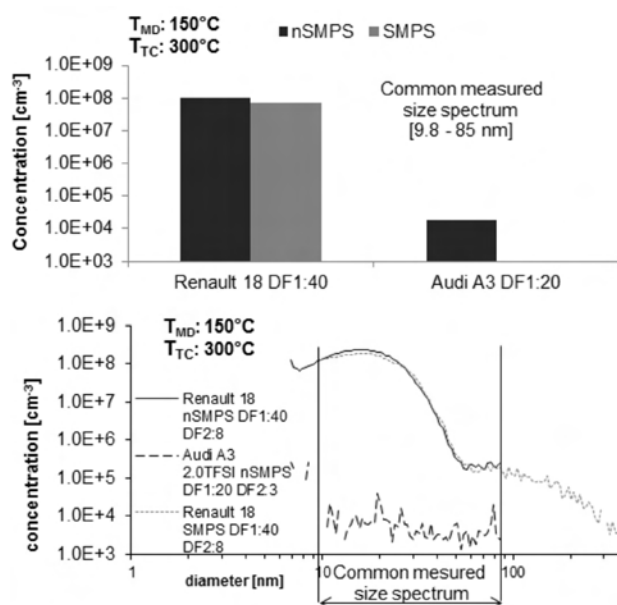 T_MD: 150°C
T_TC: 300°C
nSMPS SMPS
Concentration [cm-3]
1.0E+09
1.0E+08
1.0E+07
1.0E+06
1.0E+05
1.0E+04
1.0E+03
Common measured
size spectrum
[9.8 - 85 nm]
Renault 18 DF1:40 Audi A3 DF1:20
T_MD: 150°C
T_TC: 300°C
concentration [cm-3]
1.0E+9
1.0E+8
1.0E+7
1.0E+6
1.0E+5
1.0E+4
1.0E+3
Renault 18
nSMPS DF1:40
DF2:8
Audi A3
2.0TFSI nSMPS
DF1:20 DF2:3
Renault 18
SMPS DF1:40
DF2:8
1 10 100
diameter [nm]
Common mesured
size spectrum